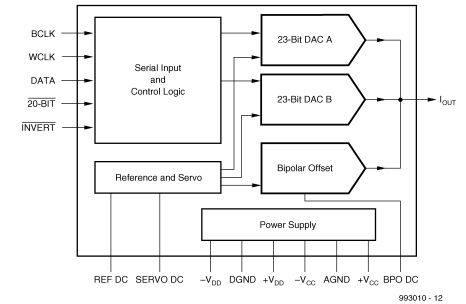 BCLK
WCLK
DATA
20-BIT
INVERT
Serial Input
and
Control Logic
23-Bit DAC A
23-Bit DAC B
IOUT
Reference and Servo
Bipolar Offset
Power Supply
REF DC SERVO DC –VDD DGND +VDD –VCC AGND +VCC BPO DC
993010 - 12